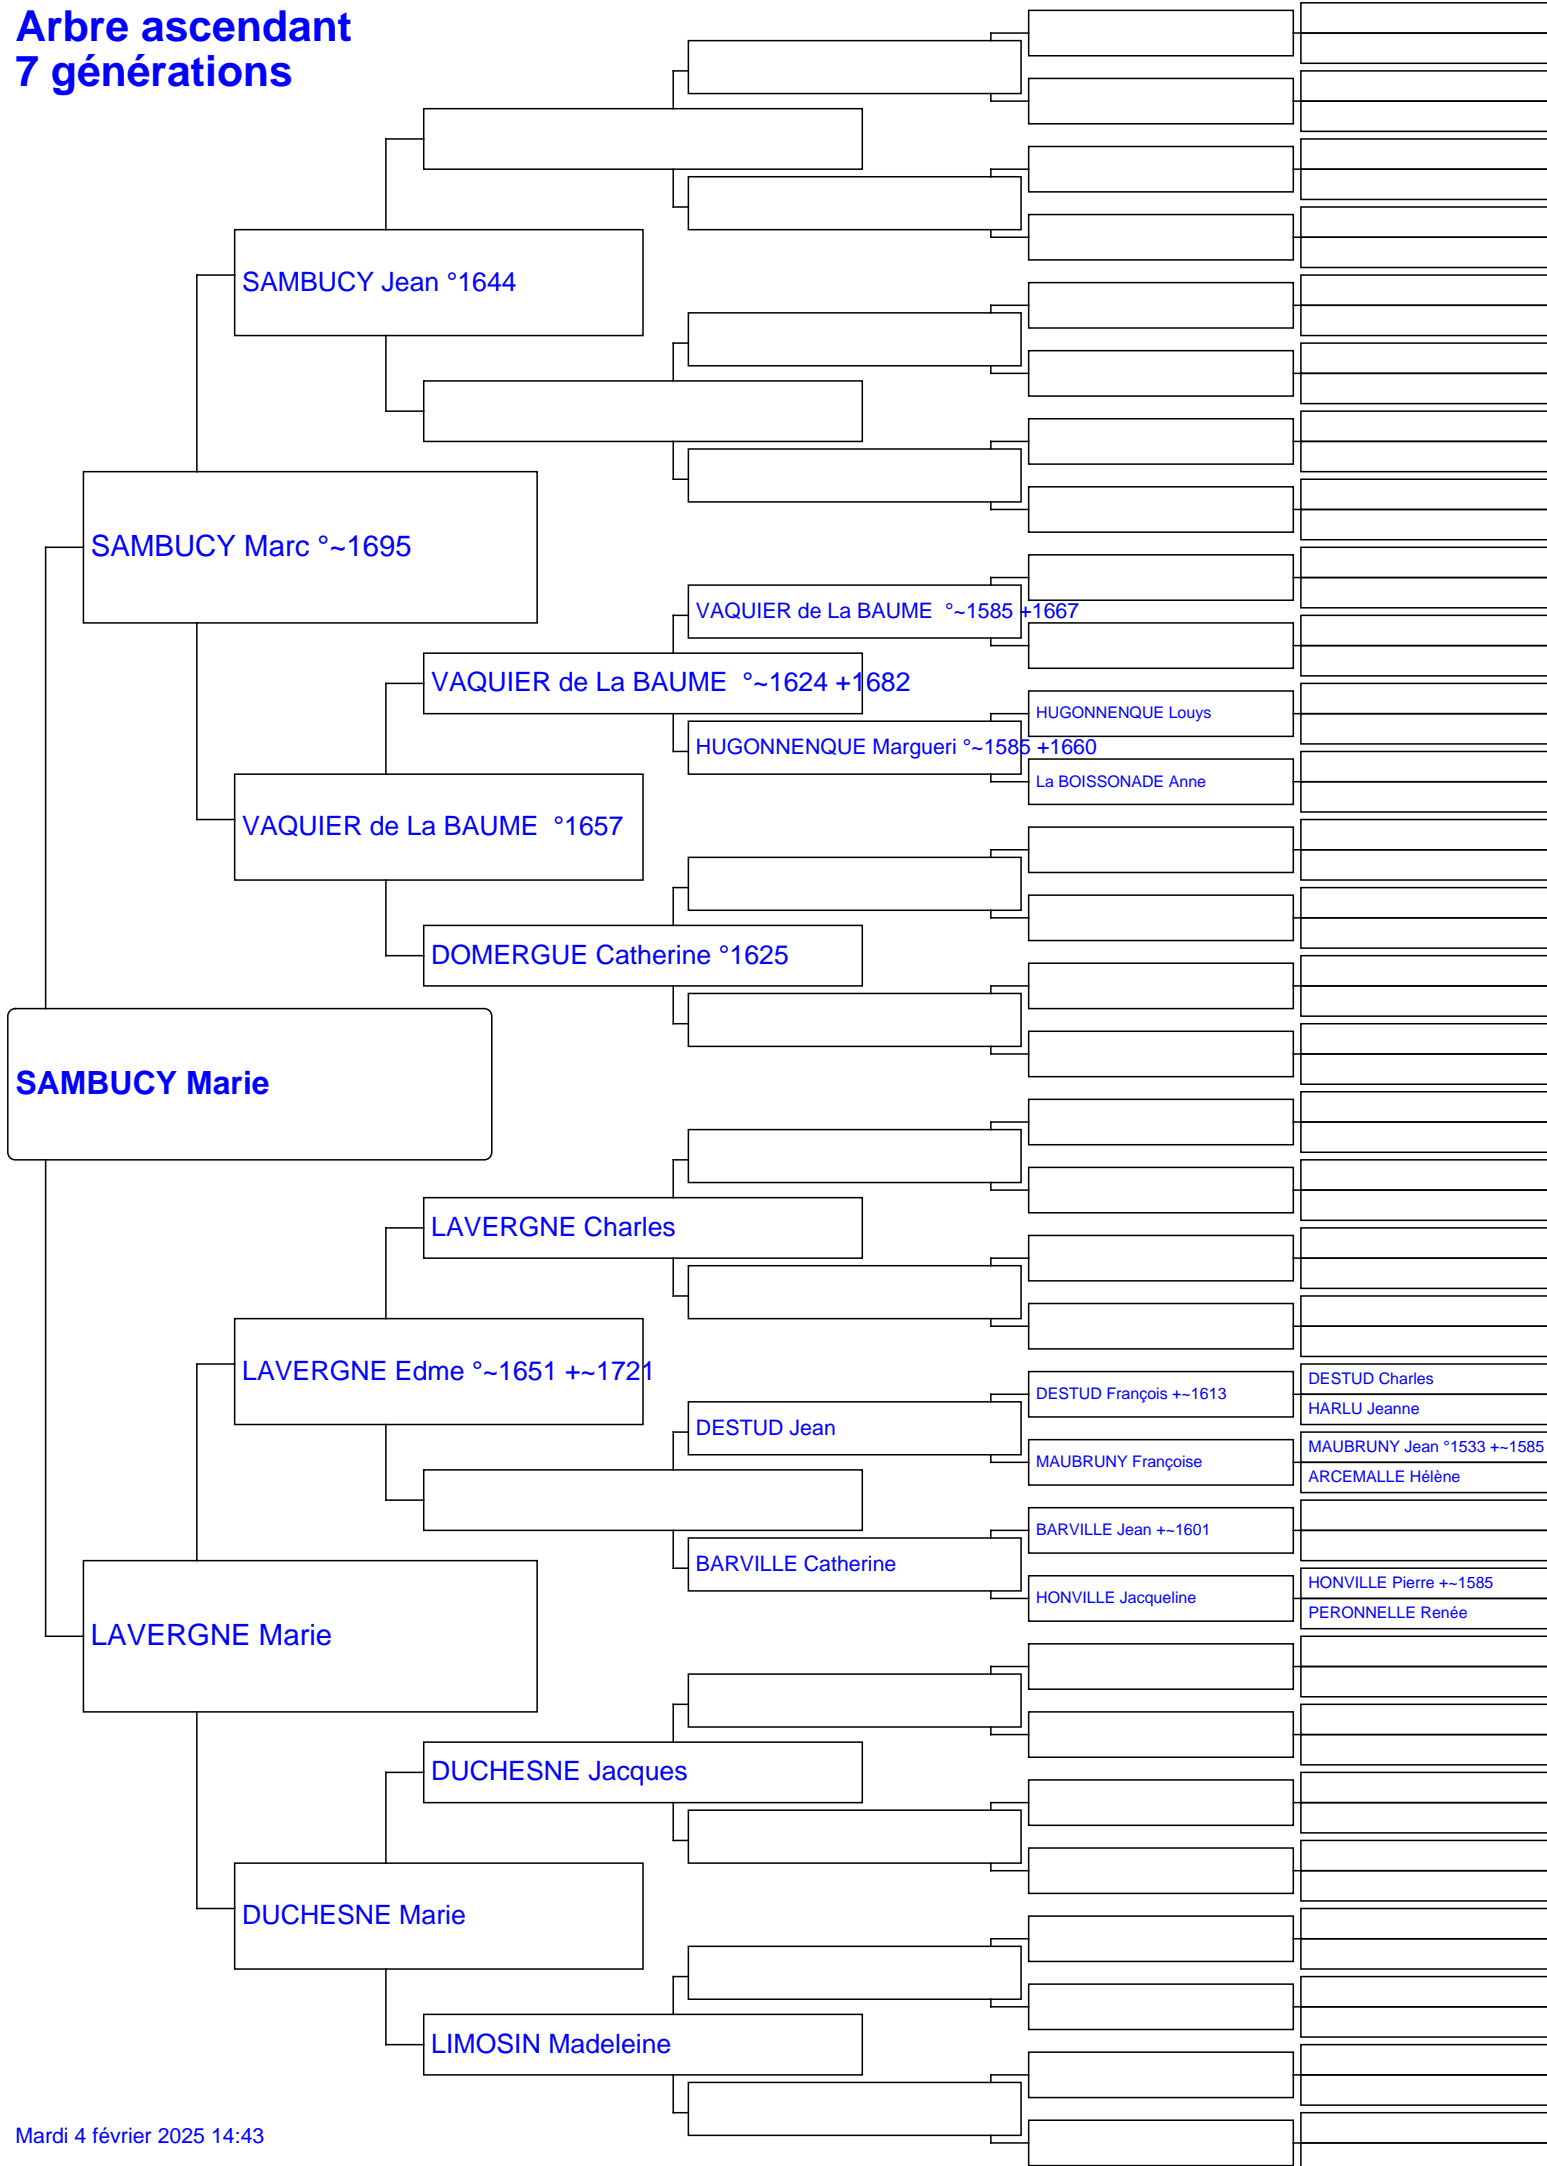 Arbre ascendant
7 générations
SAMBUCY Jean °1644
SAMBUCY Marc °~1695
VAQUIER de La BAUME  °~1585 +1667
VAQUIER de La BAUME  °~1624 +1682
HUGONNENQUE Louys
HUGONNENQUE Margueri °~1585 +1660
La BOISSONADE Anne
VAQUIER de La BAUME  °1657
DOMERGUE Catherine °1625
SAMBUCY Marie
LAVERGNE Charles
LAVERGNE Edme °~1651 +~1721
DESTUD Charles
DESTUD François +~1613
HARLU Jeanne
DESTUD Jean
MAUBRUNY Jean °1533 +~1585
MAUBRUNY Françoise
ARCEMALLE Hélène
BARVILLE Jean +~1601
BARVILLE Catherine
HONVILLE Pierre +~1585
HONVILLE Jacqueline
PERONNELLE Renée
LAVERGNE Marie
DUCHESNE Jacques
DUCHESNE Marie
LIMOSIN Madeleine
Mardi 4 février 2025 14:43